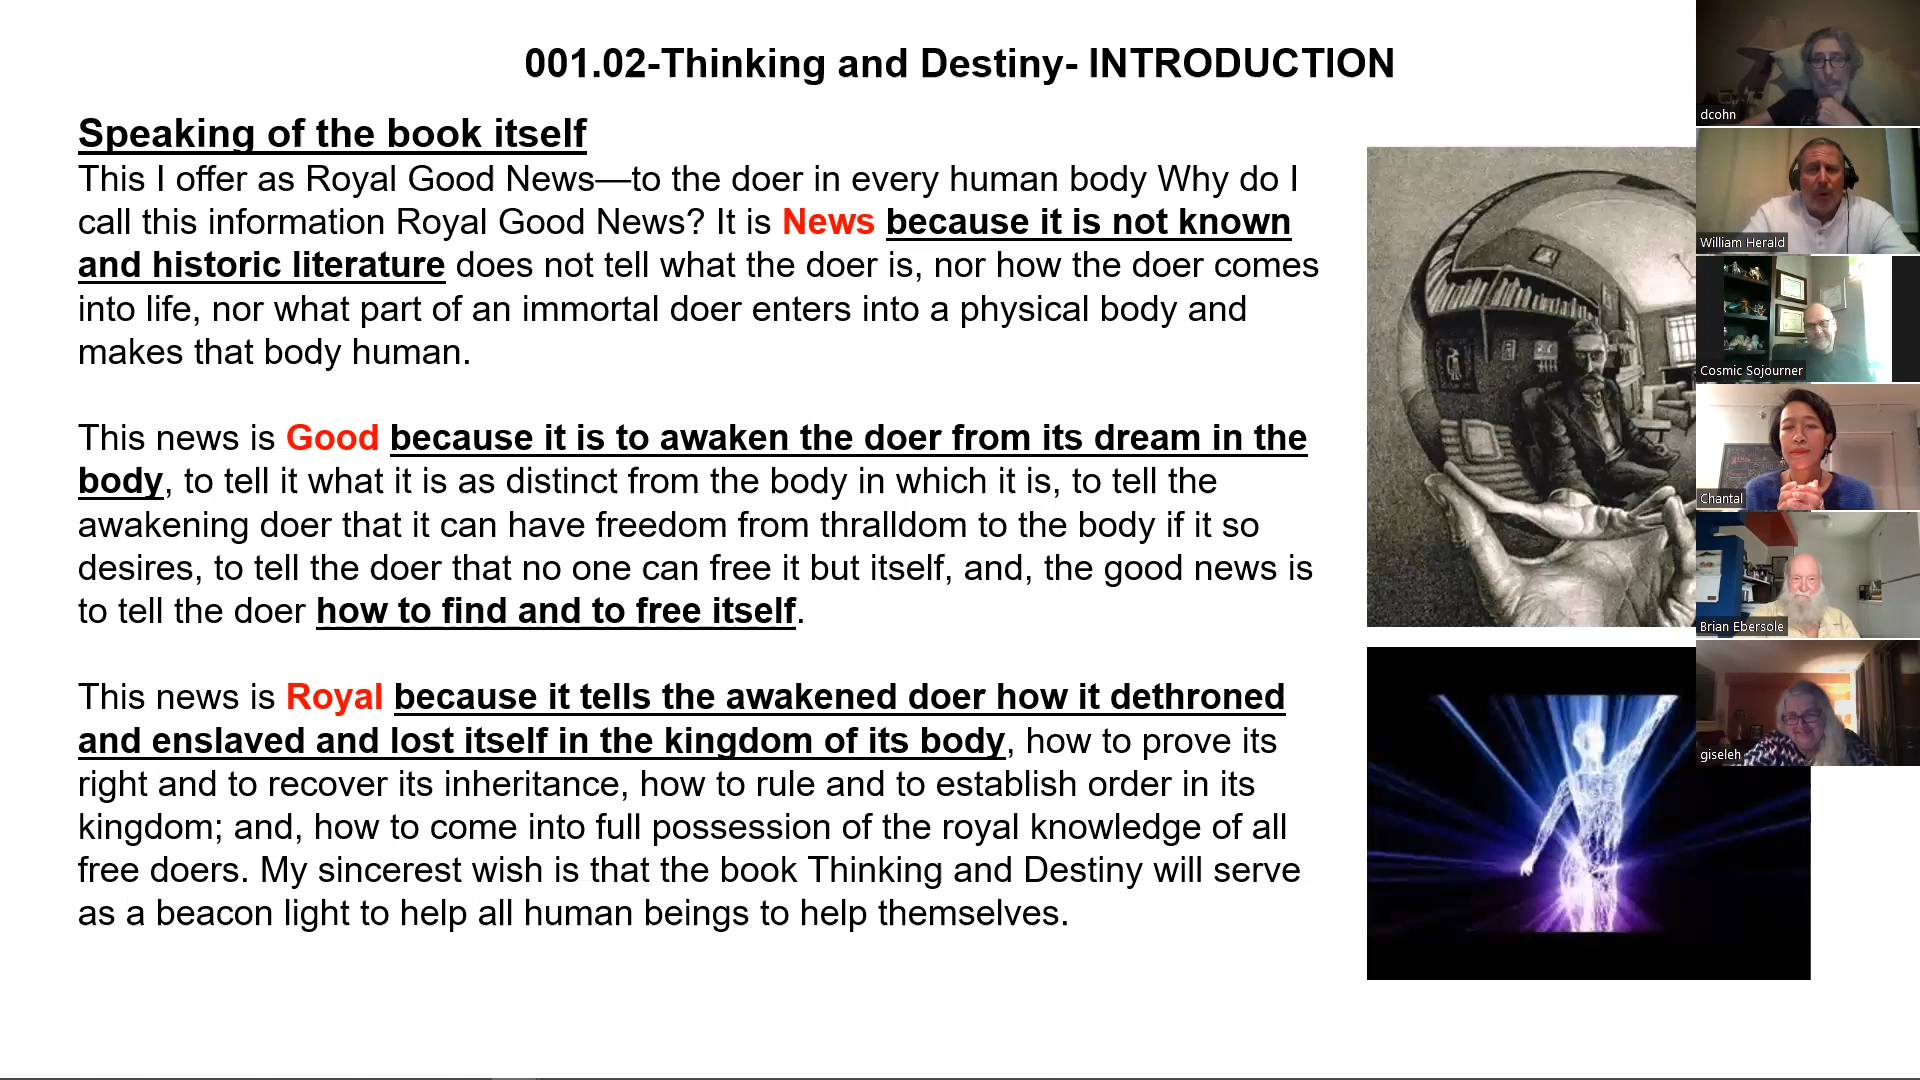 001.02-Thinking and Destiny- INTRODUCTION
Speaking of the book itself
This I offer as Royal Good News—to the doer in every human body Why do I
call this information Royal Good News? It is News because it is not known
and historic literature does not tell what the doer is, nor how the doer comes
into life, nor what part of an immortal doer enters into a physical body and
makes that body human.
This news is Good because it is to awaken the doer from its dream in the
body, to tell it what it is as distinct from the body in which it is, to tell the
awakening doer that it can have freedom from thralldom to the body if it so
desires, to tell the doer that no one can free it but itself, and, the good news is
to tell the doer how to find and to free itself.
This news is Royal because it tells the awakened doer how it dethroned
and enslaved and lost itself in the kingdom of its body, how to prove its
right and to recover its inheritance, how to rule and to establish order in its
kingdom; and, how to come into full possession of the royal knowledge of all
free doers. My sincerest wish is that the book Thinking and Destiny will serve
as a beacon light to help all human beings to help themselves.
dcohn
William Herald
Cosmic Sojourner
Chantal
Brian Ebersole
giseleh